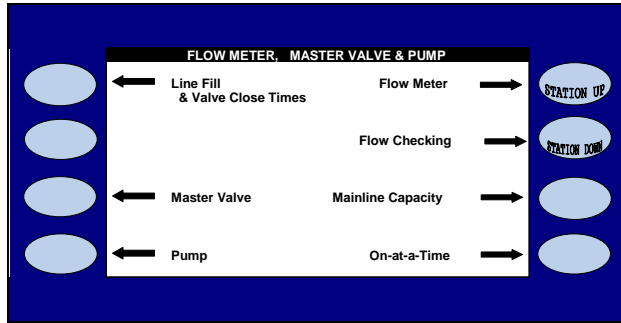 FLOW METER, MASTER VALVE & PUMP
Line Fill
& Valve Close Times
Flow Meter
STATION UP
Flow Checking
STATION DOWN
Master Valve
Mainline Capacity
Pump
On-at-a-Time